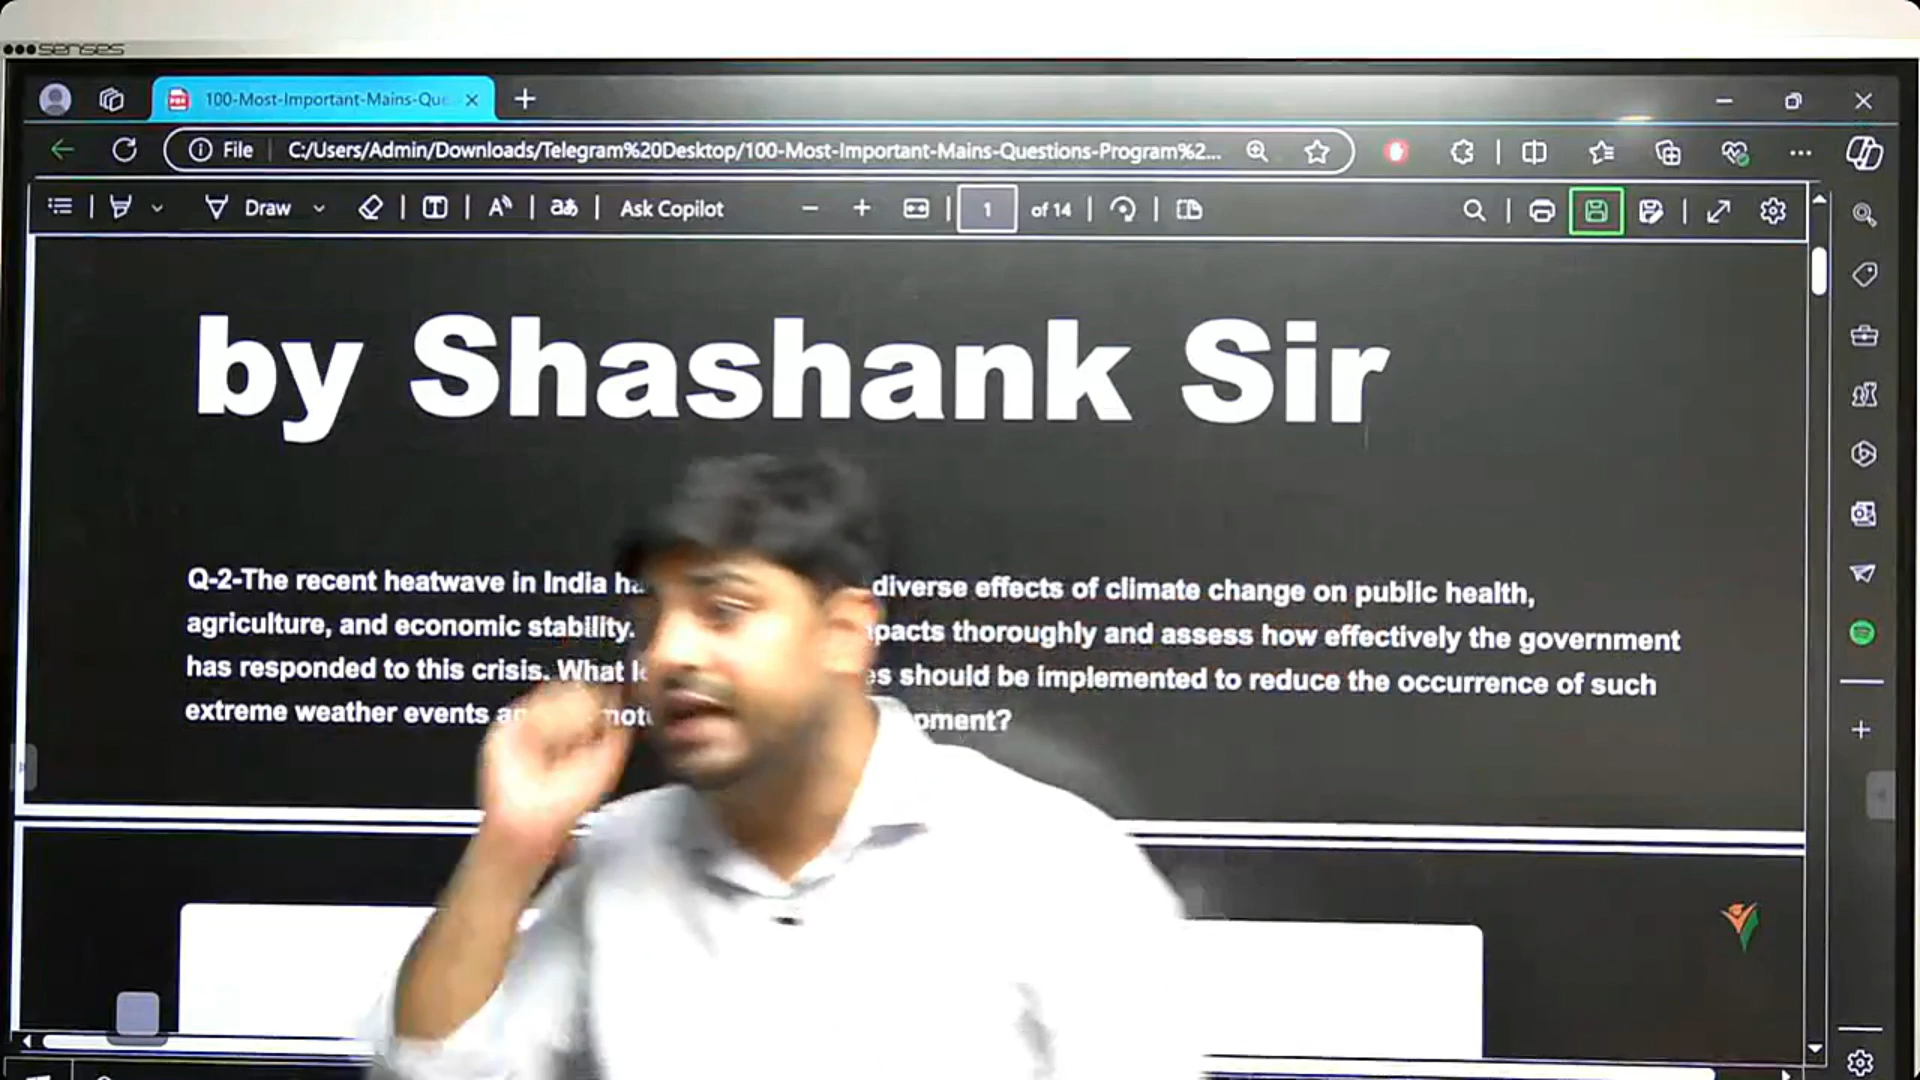 senses
100-Most-Important-Mains-Que
File C:/Users/Admin/Downloads/Telegram%20Desktop/100-Most-Important-Mains-Questions-Program%2...
Draw Ask Copilot 1 of 14
by Shashank Sir
Q-2-The recent heatwave in India diverse effects of climate change on public health,
agriculture, and economic stability. thoroughly and assess how effectively the government
has responded to this crisis. What should be implemented to reduce the occurrence of such
extreme weather events